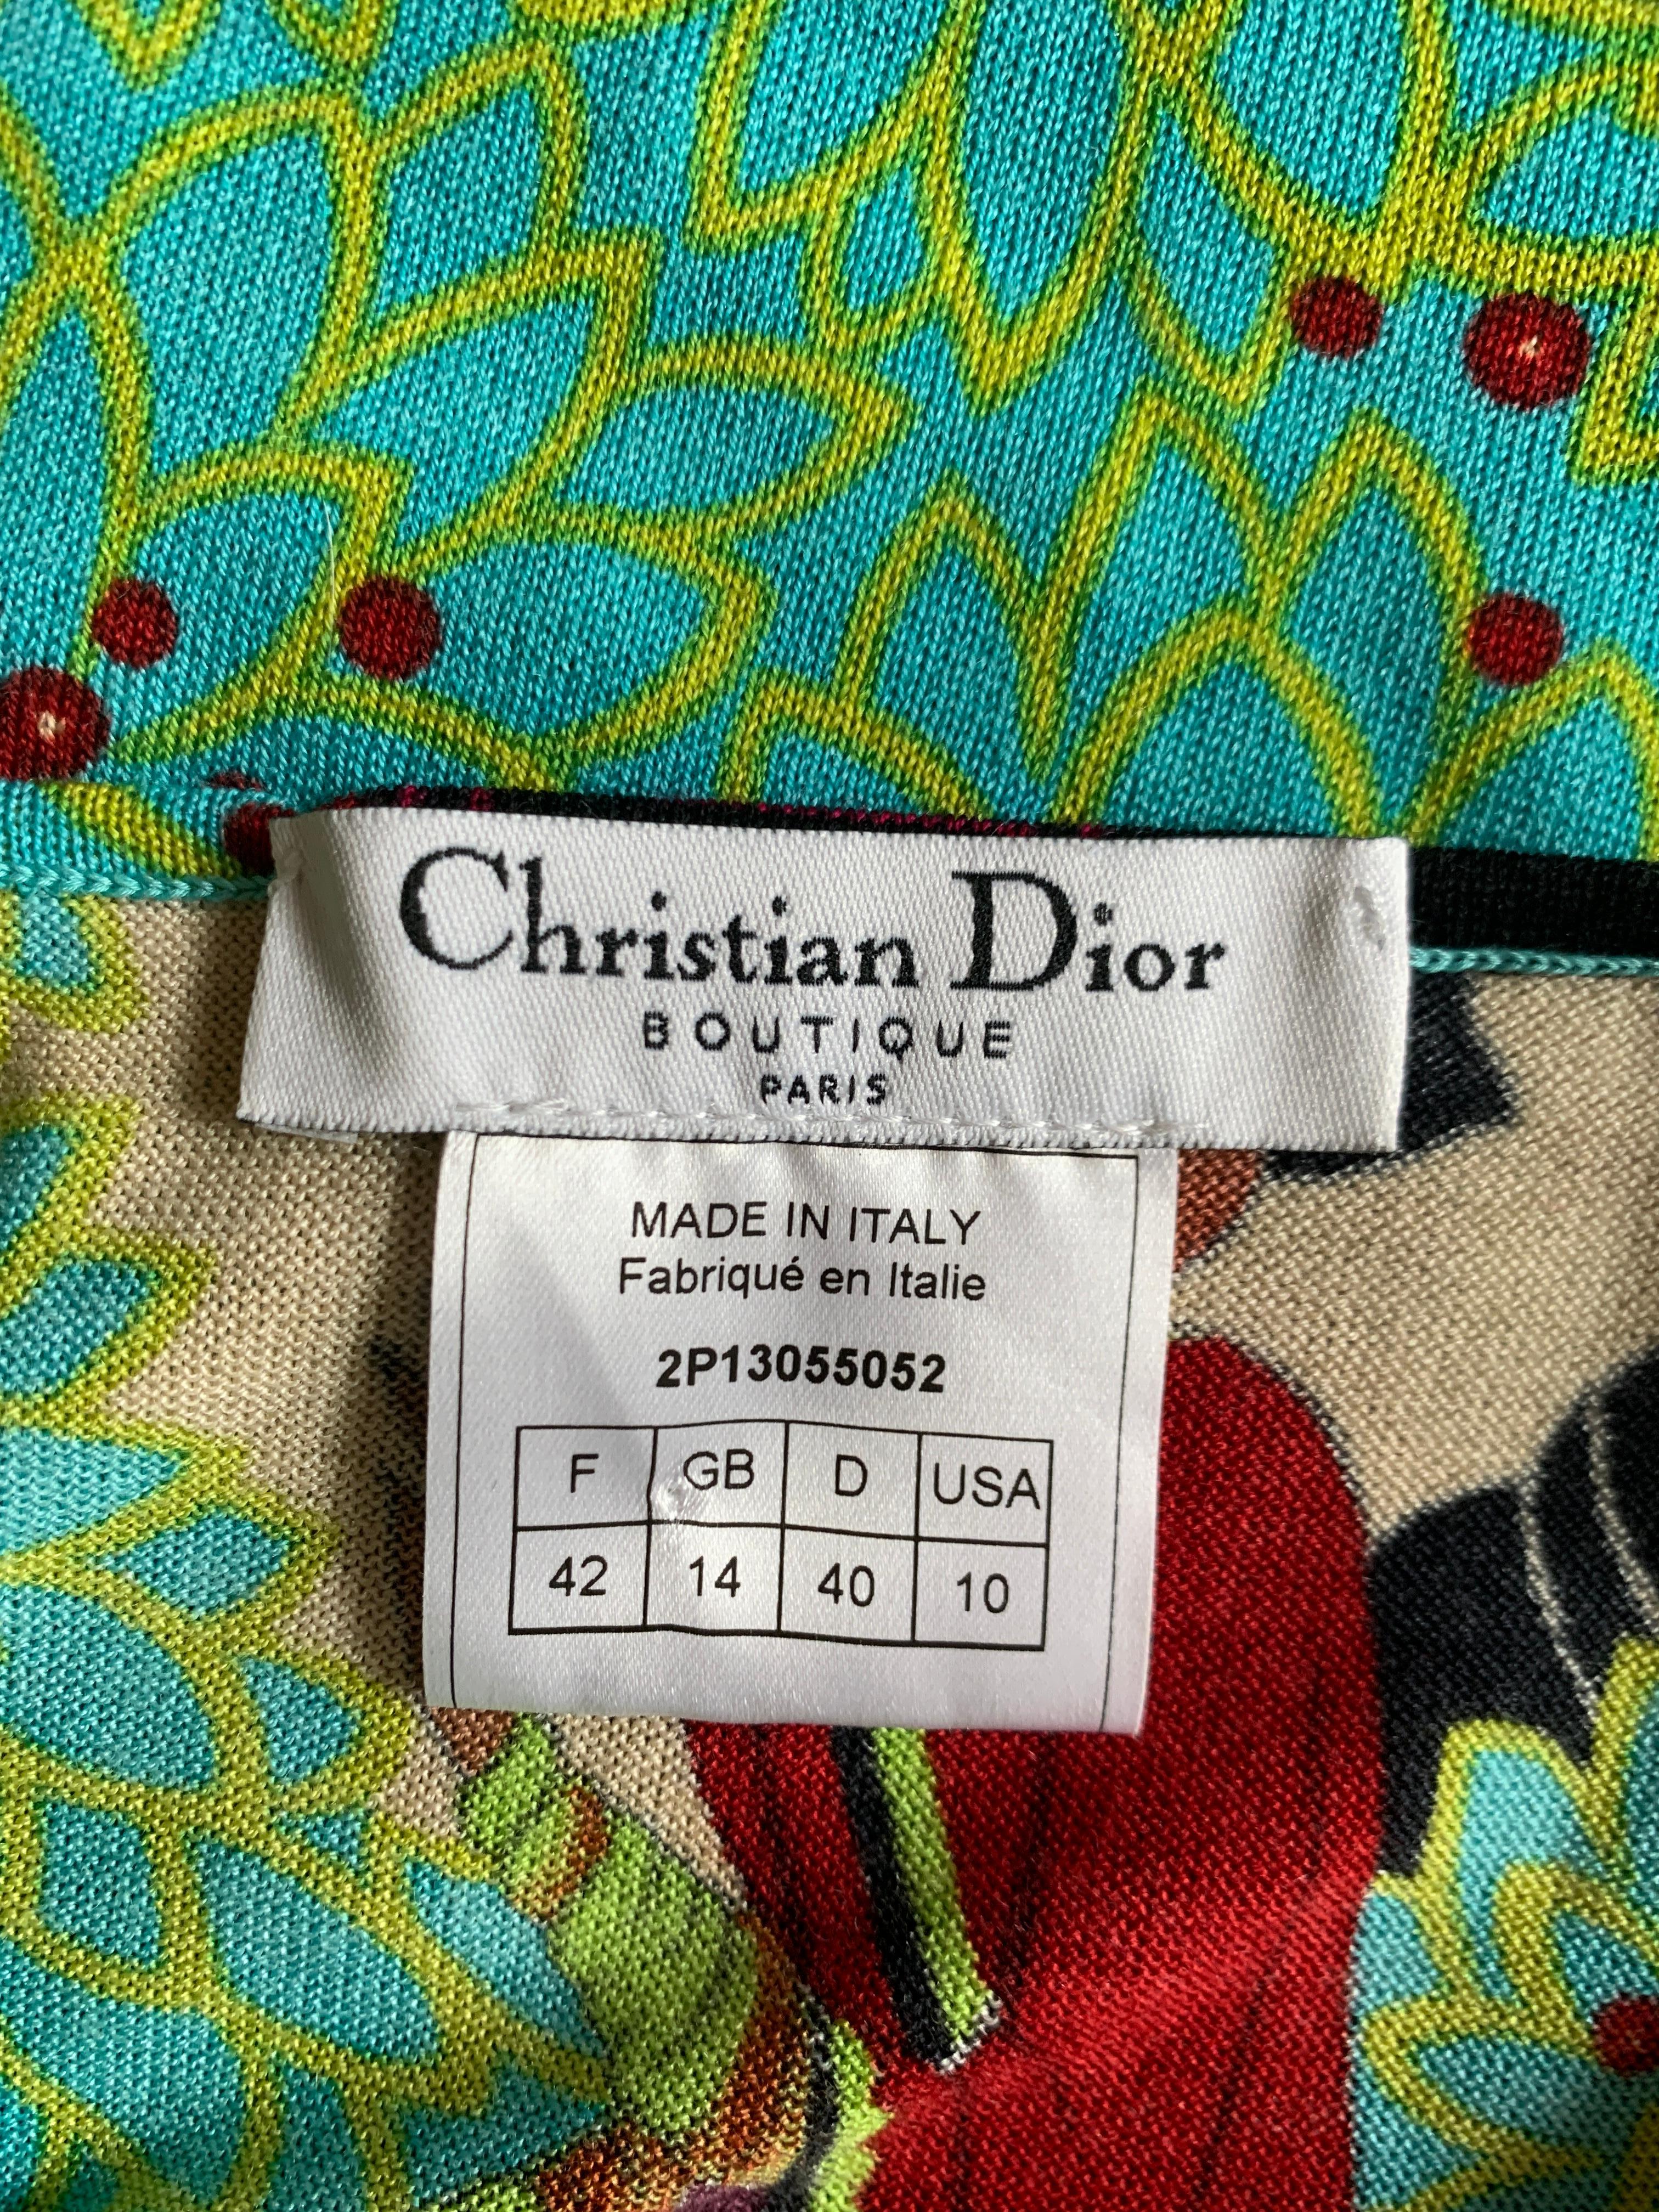 Christian Dior
BOUTIQUE
PARIS
MADE IN ITALY
Fabriqué en Italie
2P13055052
F GB D USA
42 14 40 10